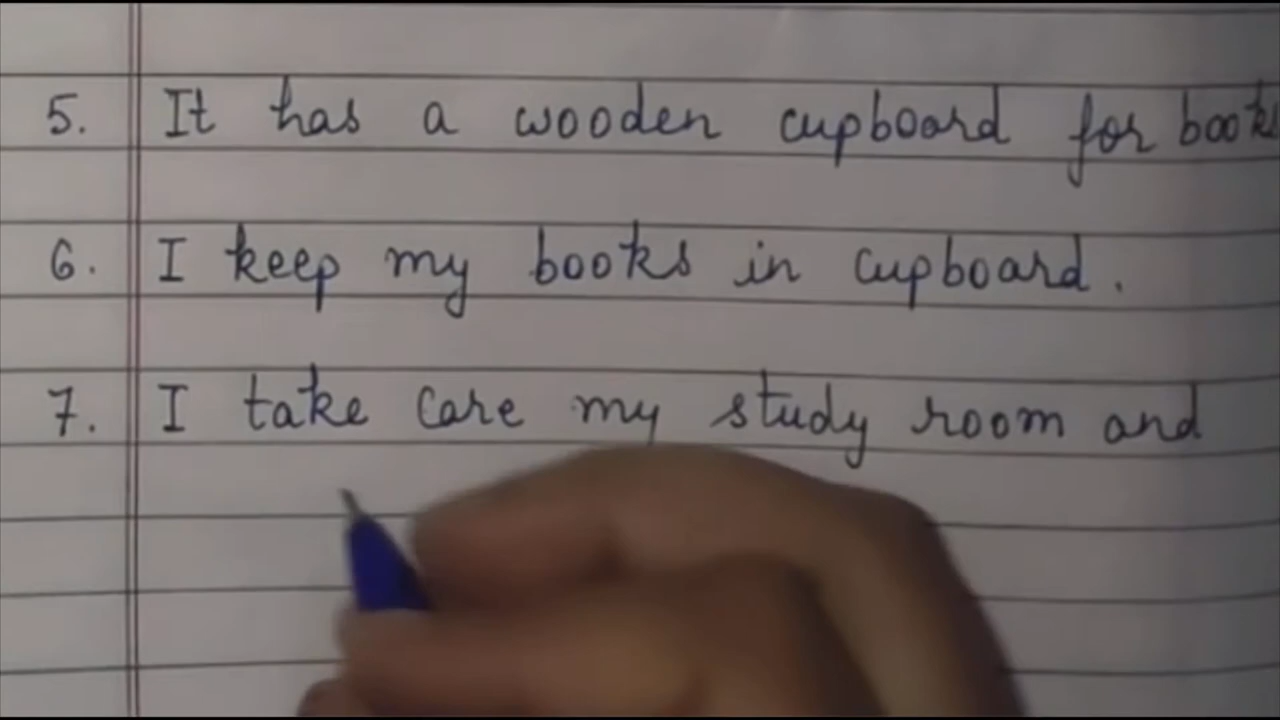 5. It has a wooden cupboard for books
6. I keep my books in cupboard.
7. I take care my study room and